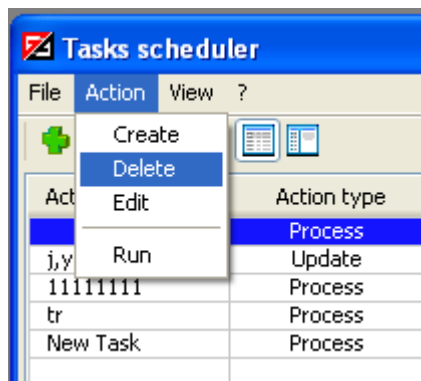 Tasks scheduler
File Action View ?
Create
Delete
Edit
Run
Act Action type
Process
j,y Update
11111111 Process
tr Process
New Task Process